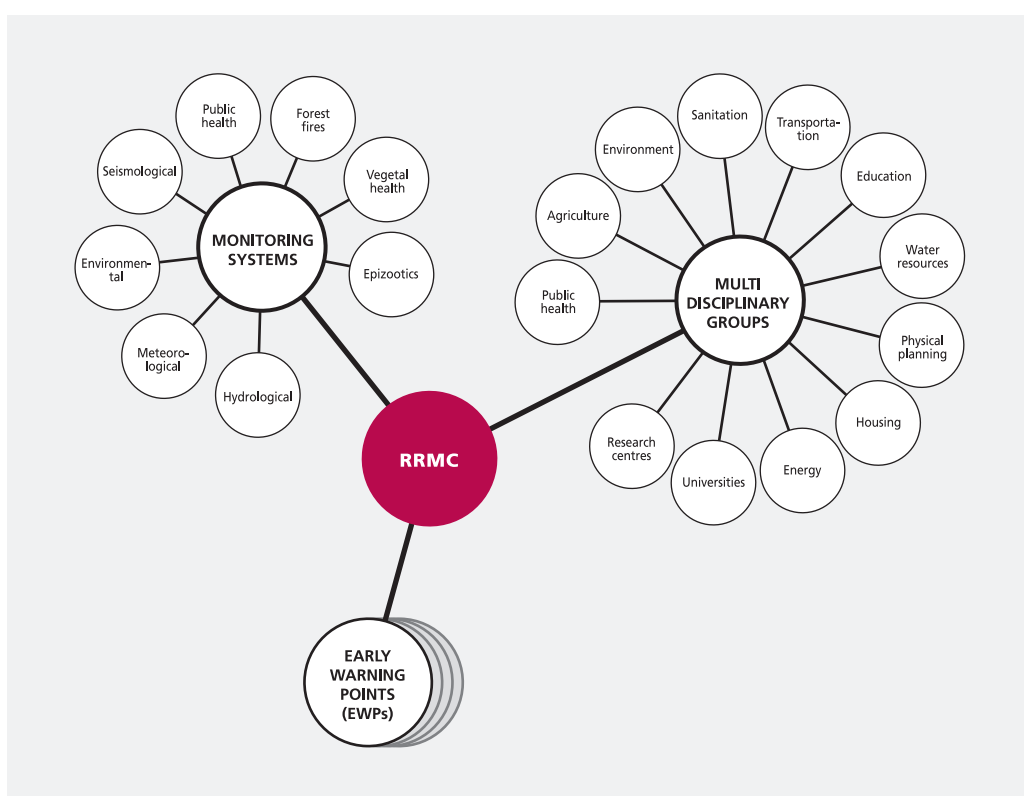 Public
health
Forest
fires
Seismological
Vegetal
health
MONITORING
SYSTEMS
Environmen-
tal
Epizootics
Meteoro-
logical
Hydrological
Sanitation
Transporta-
tion
Environment
Education
Agriculture
Water
resources
Public
health
MULTI
DISCIPLINARY
GROUPS
Physical
planning
Housing
Research
centres
Universities
Energy
RRMC
EARLY
WARNING
POINTS
(EWPs)